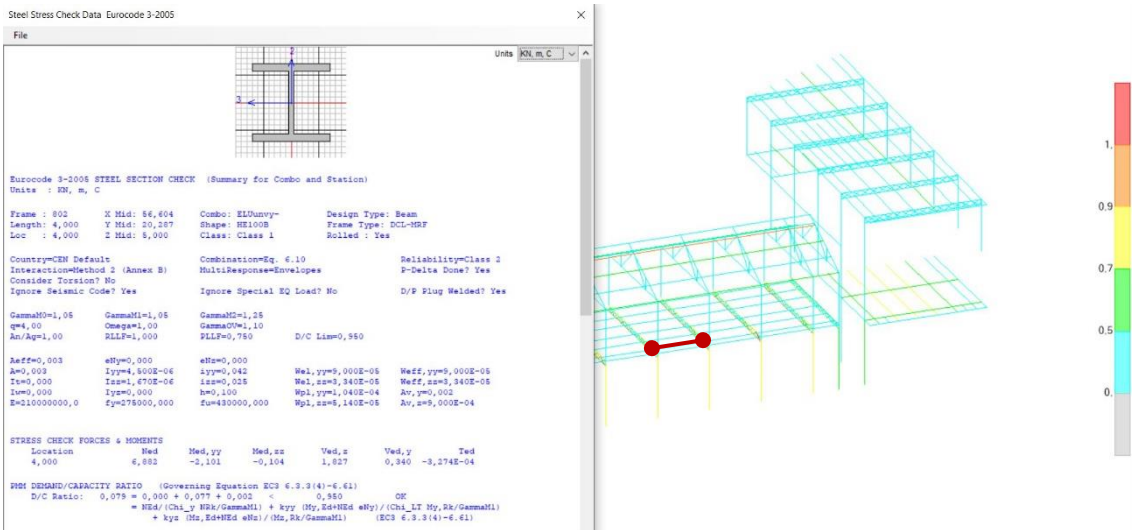 Steel Stress Check Data Eurocode 3-2005
File
Units KN, m, C
2
3
Eurocode 3-2005 STEEL SECTION CHECK (Summary for Combo and Station)
Units : KN, m, C
Frame : 802 X Mid: 56,604 Combo: ELUunvy- Design Type: Beam
Length: 4,000 Y Mid: 20,287 Shape: HE100B Frame Type: DCL-MRF
Loc : 4,000 Z Mid: 5,000 Class: Class 1 Rolled : Yes
Country=CEN Default Combination=Eq. 6.10 Reliability=Class 2
Interaction=Method 2 (Annex B) MultiResponse=Envelopes P-Delta Done? Yes
Consider Torsion? No
Ignore Seismic Code? Yes Ignore Special EQ Load? No D/P Plug Welded? Yes
GammaM0=1,05 GammaM1=1,05 GammaM2=1,25
q=4,00 Omega=1,00 GammaOV=1,10
An/Ag=1,00 RLLF=1,000 PLLF=0,750 D/C Lim=0,950
Aeff=0,003 eNy=0,000 eNz=0,000
A=0,003 Iyy=4,500E-06 iyy=0,042 Wel,yy=9,000E-05 Weff,yy=9,000E-05
It=0,000 Izz=1,670E-06 izz=0,025 Wel,zz=3,340E-05 Weff,zz=3,340E-05
Iw=0,000 Iyz=0,000 h=0,100 Wpl,yy=1,040E-04 Av,y=0,002
E=210000000,0 fy=275000,000 fu=430000,000 Wpl,zz=5,140E-05 Av,z=9,000E-04
STRESS CHECK FORCES & MOMENTS
Location Ned Med,yy Med,zz Ved,z Ved,y Ted
4,000 6,882 -2,101 -0,104 1,827 0,340 -3,274E-04
PMM DEMAND/CAPACITY RATIO (Governing Equation EC3 6.3.3(4)-6.61)
D/C Ratio: 0,079 = 0,000 + 0,077 + 0,002 < 0,950 OK
= NEd/(Chi_y NRk/GammaM1) + kyy (My,Ed+NEd eNy)/(Chi_LT My,Rk/GammaM1)
+ kyz (Mz,Ed+NEd eNz)/(Mz,Rk/GammaM1) (EC3 6.3.3(4)-6.61)
1,
0,9
0,7
0,5
0,